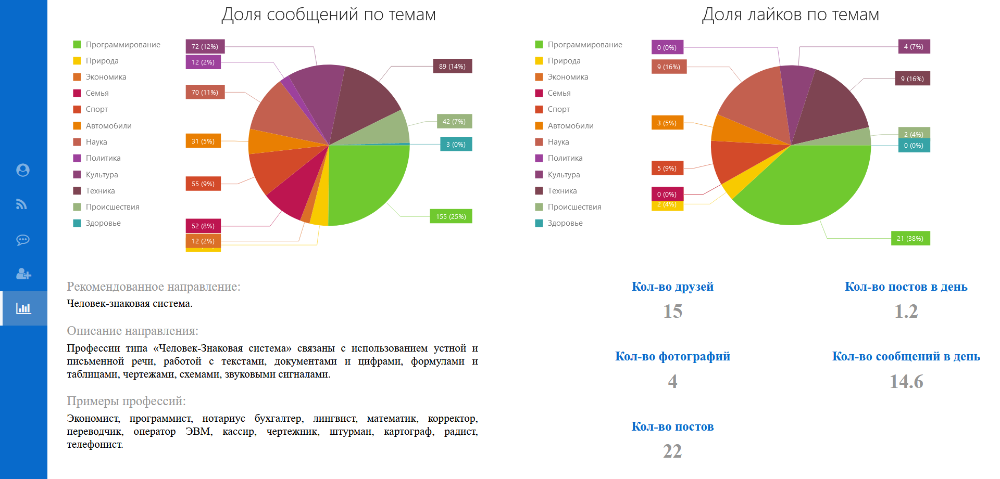 Доля сообщений по темам
Программирование
Природа
Экономика
Семья
Спорт
Автомобили
Наука
Политика
Культура
Техника
Происшествия
Здоровье
72 (12%)
12 (2%)
70 (11%)
31 (5%)
55 (9%)
52 (8%)
12 (2%)
89 (14%)
42 (7%)
3 (0%)
155 (25%)
Доля лайков по темам
Программирование
Природа
Экономика
Семья
Спорт
Автомобили
Наука
Политика
Культура
Техника
Происшествия
Здоровье
0 (0%)
9 (16%)
3 (5%)
5 (9%)
0 (0%)
2 (4%)
4 (7%)
9 (16%)
2 (4%)
0 (0%)
21 (38%)
Рекомендованное направление:
Человек-знаковая система.
Описание направления:
Профессии типа «Человек-Знаковая система» связаны с использованием устной и
письменной речи, работой с текстами, документами и цифрами, формулами и
таблицами, чертежами, схемами, звуковыми сигналами.
Примеры профессий:
Экономист, программист, нотариус бухгалтер, лингвист, математик, корректор,
переводчик, оператор ЭВМ, кассир, чертежник, штурман, картограф, радист,
телефонист.
Кол-во друзей
15
Кол-во постов в день
1.2
Кол-во фотографий
4
Кол-во сообщений в день
14.6
Кол-во постов
22